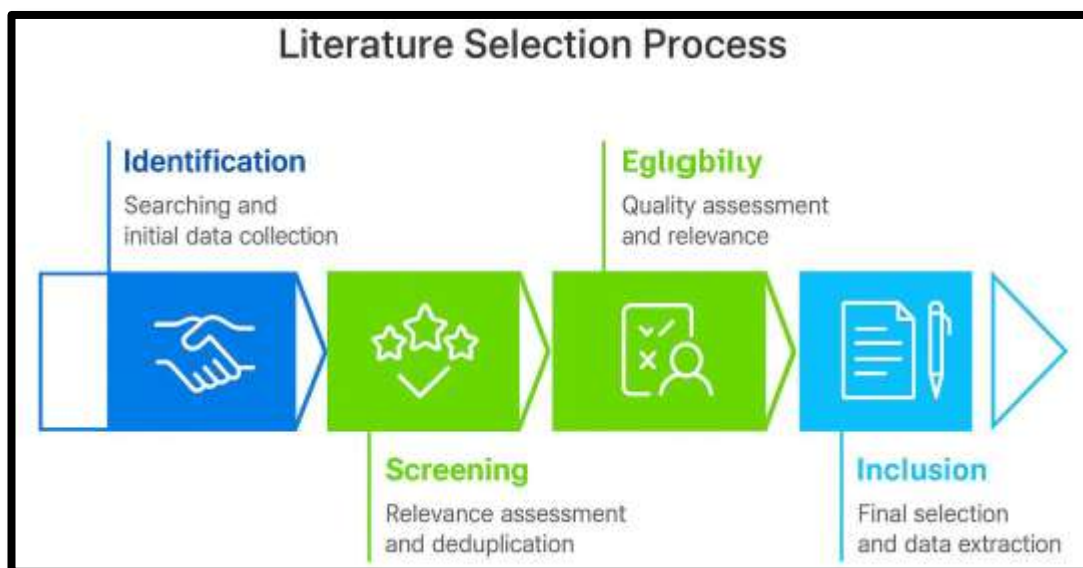 Literature Selection Process
Identification
Searching and
initial data collection
Eglıgbilıy
Quality assessment
and relevance
Screening
Relevance assessment
and deduplication
Inclusion
Final selection
and data extraction